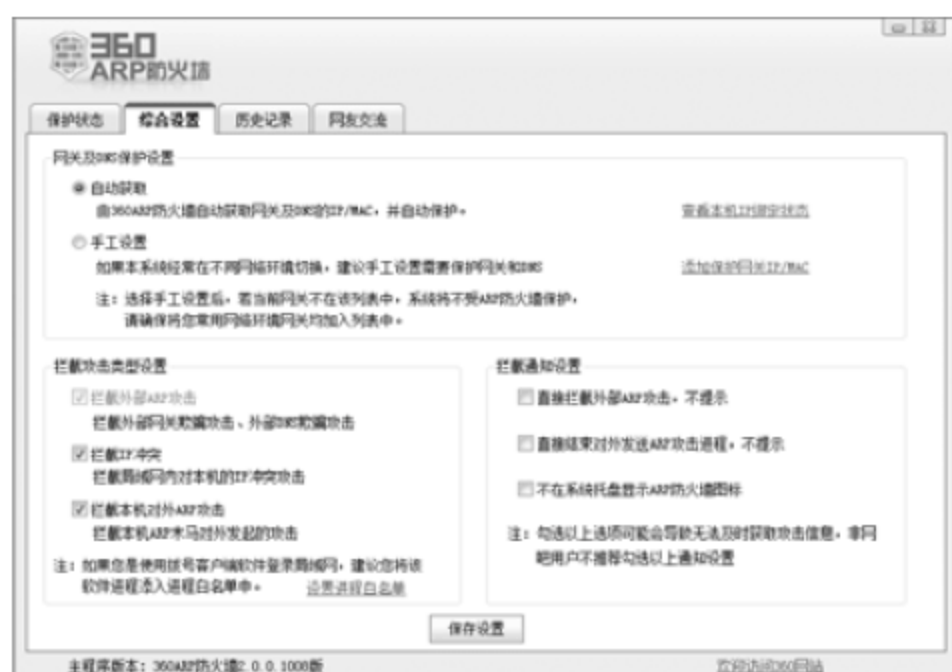 360
ARP防火墙
保护状态 综合设置 历史记录 网友交流
网关及DNS保护设置
自动获取
由360ARP防火墙自动获取网关及DNS的IP/MAC,并自动保护。 查看本机IP绑定状态
手工设置
如果本系统经常在不同网络环境切换,建议手工设置需要保护网关和DNS 添加保护网关IP/MAC
注:选择手工设置后,若当前网关不在该列表中,系统将不受ARP防火墙保护,
请确保将您常用网络环境网关均加入列表中。
拦截攻击类型设置
拦截外部ARP攻击
拦截外部网关欺骗攻击、外部DNS欺骗攻击
拦截IP冲突
拦截局域网内对本机的IP冲突攻击
拦截本机对外ARP攻击
拦截本机ARP木马对外发起的攻击
注:如果您是使用拨号客户端软件登录局域网,建议您将该
软件进程添入进程白名单中。 设置进程白名单
拦截通知设置
直接拦截外部ARP攻击,不提示
直接结束对外发送ARP攻击进程,不提示
不在系统托盘显示ARP防火墙图标
注:勾选以上选项可能会导致无法及时获取攻击信息,非网
吧用户不推荐勾选以上通知设置
保存设置
主程序版本:360ARP防火墙2.0.0.1008版 欢迎访问360网站